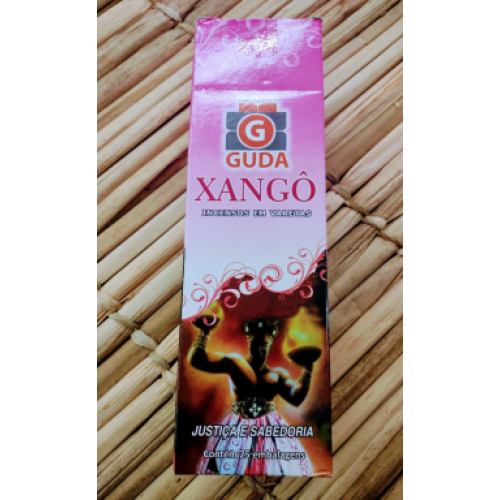 G
GUDA
XANGÔ
INCENSOS EM VARETAS
JUSTIÇA E SABEDORIA
Contém 25 embalagens